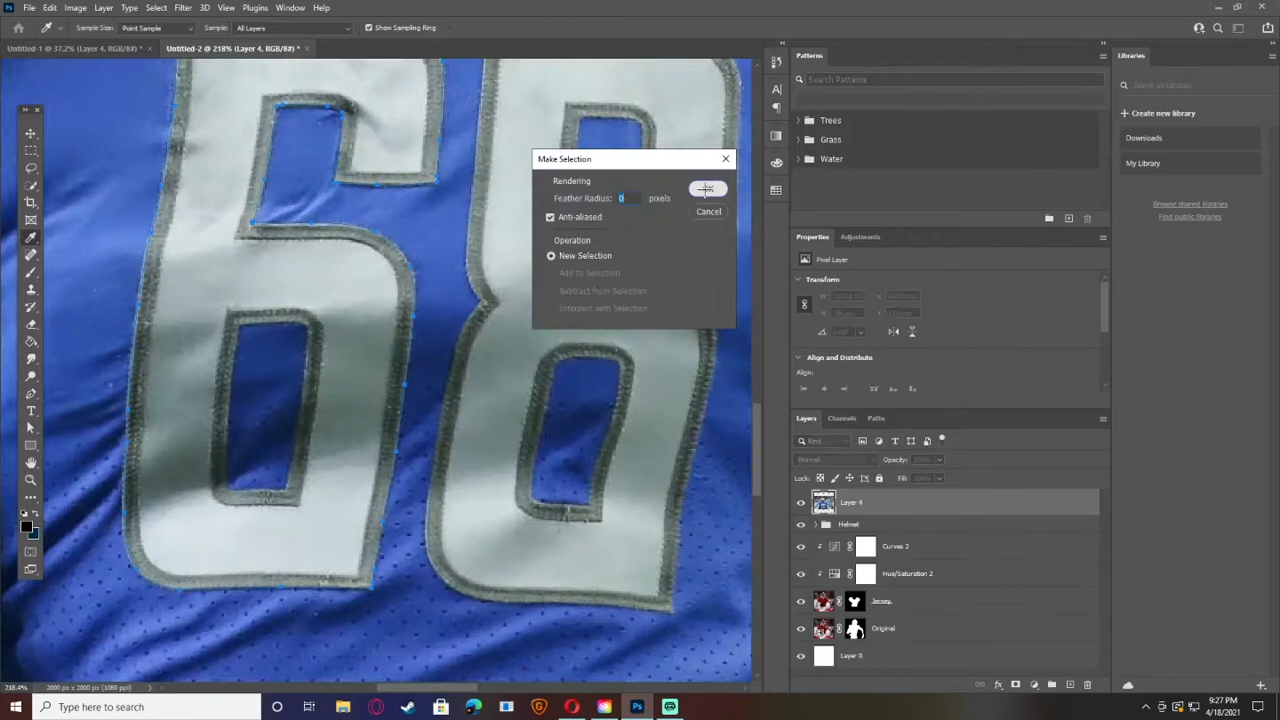 File Edit Image Layer Type Select Filter 3D View Plugins Window Help
Sample Size: Point Sample Sample: All Layers Show Sampling Ring
Untitled-1 @ 37.2% (Layer 4, RGB/8#) * × Untitled-2 @ 218% (Layer 4, RGB/8#) * ×
Patterns
Search Patterns
Trees
Grass
Water
Libraries
Search as libraries
Create new library
Downloads
My Library
Browse shared libraries
Find public libraries
68
Make Selection
Rendering
Feather Radius: 0 pixels
Anti-aliased
Cancel
Operation
New Selection
Add to Selection
Subtract from Selection
Intersect with Selection
Properties Adjustments
Pixel Layer
Transform
W
X
H
Y
Align and Distribute
Align:
Layers Channels Paths
Kind
Normal Opacity: 100%
Lock: Fill: 100%
Layer 4
Helmet
Curves 2
Hue/Saturation 2
Jersey
Original
Layer 0
218.4% 2000 px x 2000 px (1080 ppi)
Type here to search
9:27 PM
4/18/2021